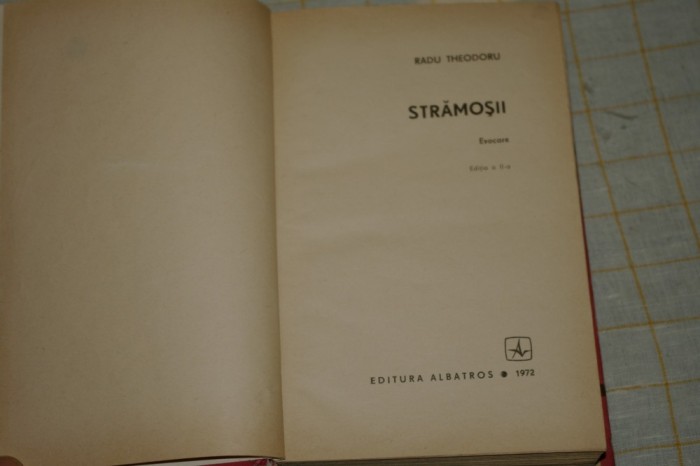 RADU THEODORU
STRĂMOȘII
Evocare
Ediția a II-a
EDITURA ALBATROS ● 1972